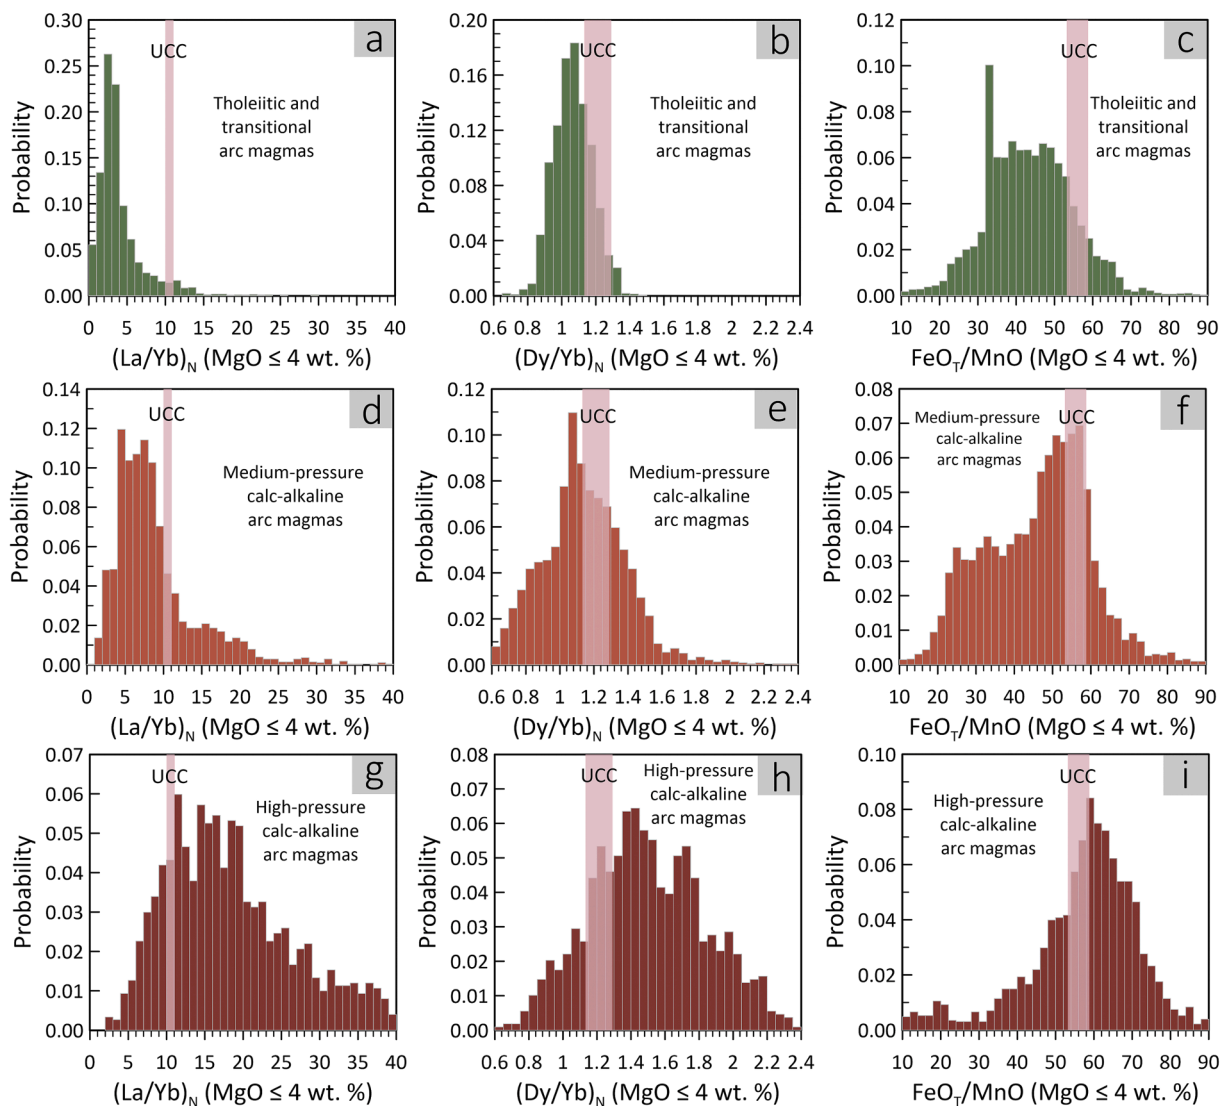 a
UCC
Tholeiitic and
transitional
arc magmas
Probability
0.30
0.25
0.20
0.15
0.10
0.05
0.00
0 5 10 15 20 25 30 35 40
(La/Yb)N (MgO ≤ 4 wt. %)
b
UCC
Tholeiitic and
transitional
arc magmas
Probability
0.20
0.16
0.12
0.08
0.04
0.00
0.6 0.8 1 1.2 1.4 1.6 1.8 2 2.2 2.4
(Dy/Yb)N (MgO ≤ 4 wt. %)
c
UCC
Tholeiitic and
transitional
arc magmas
Probability
0.12
0.10
0.08
0.06
0.04
0.02
0.00
10 20 30 40 50 60 70 80 90
FeOT/MnO (MgO ≤ 4 wt. %)
d
UCC
Medium-pressure
calc-alkaline
arc magmas
Probability
0.14
0.12
0.10
0.08
0.06
0.04
0.02
0.00
0 5 10 15 20 25 30 35 40
(La/Yb)N (MgO ≤ 4 wt. %)
e
UCC
Medium-pressure
calc-alkaline
arc magmas
Probability
0.12
0.10
0.08
0.06
0.04
0.02
0.00
0.6 0.8 1 1.2 1.4 1.6 1.8 2 2.2 2.4
(Dy/Yb)N (MgO ≤ 4 wt. %)
f
UCC
Medium-pressure
calc-alkaline
arc magmas
Probability
0.08
0.07
0.06
0.05
0.04
0.03
0.02
0.01
0.00
10 20 30 40 50 60 70 80 90
FeOT/MnO (MgO ≤ 4 wt. %)
g
UCC
High-pressure
calc-alkaline
arc magmas
Probability
0.07
0.06
0.05
0.04
0.03
0.02
0.01
0.00
0 10 20 30 40
(La/Yb)N (MgO ≤ 4 wt. %)
h
UCC
High-pressure
calc-alkaline
arc magmas
Probability
0.08
0.07
0.06
0.05
0.04
0.03
0.02
0.01
0.00
0.6 0.8 1 1.2 1.4 1.6 1.8 2 2.2 2.4
(Dy/Yb)N (MgO ≤ 4 wt. %)
i
UCC
High-pressure
calc-alkaline
arc magmas
Probability
0.10
0.08
0.06
0.04
0.02
0.00
10 20 30 40 50 60 70 80 90
FeOT/MnO (MgO ≤ 4 wt. %)